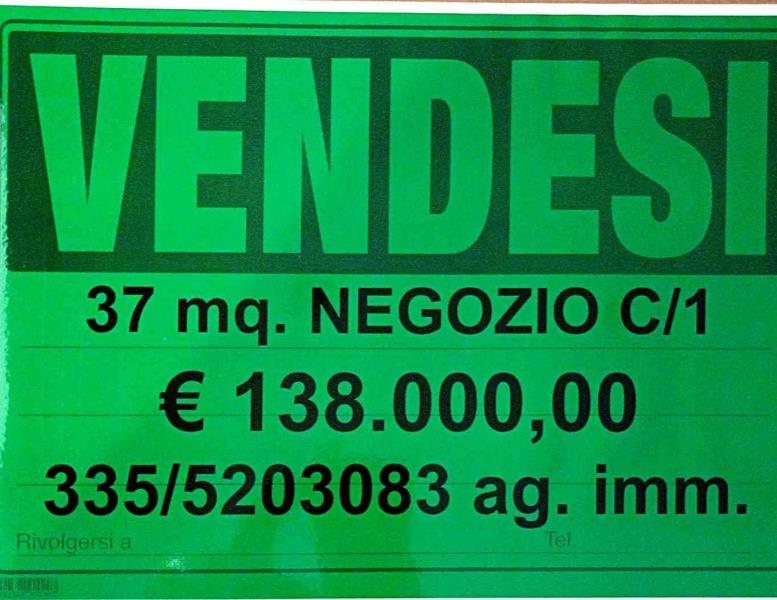 VENDESI
37 mq. NEGOZIO C/1
€ 138.000,00
335/5203083 ag. imm.
Rivolgersi a Tel.